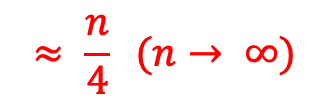 ≈ n/4 (n → ∞)